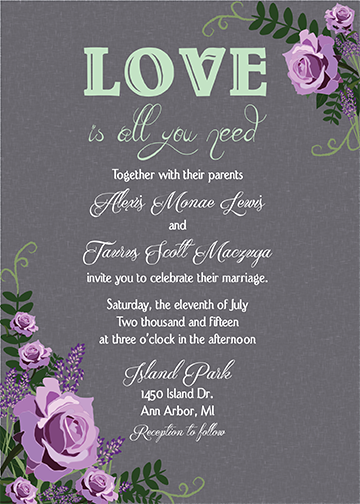 LOVE
is all you need
Together with their parents
Alexis Monae Lewis
and
Taurus Scott Maczuga
invite you to celebrate their marriage.
Saturday, the eleventh of July
Two thousand and fifteen
at three o'clock in the afternoon
Island Park
1450 Island Dr.
Ann Arbor, MI
Reception to follow